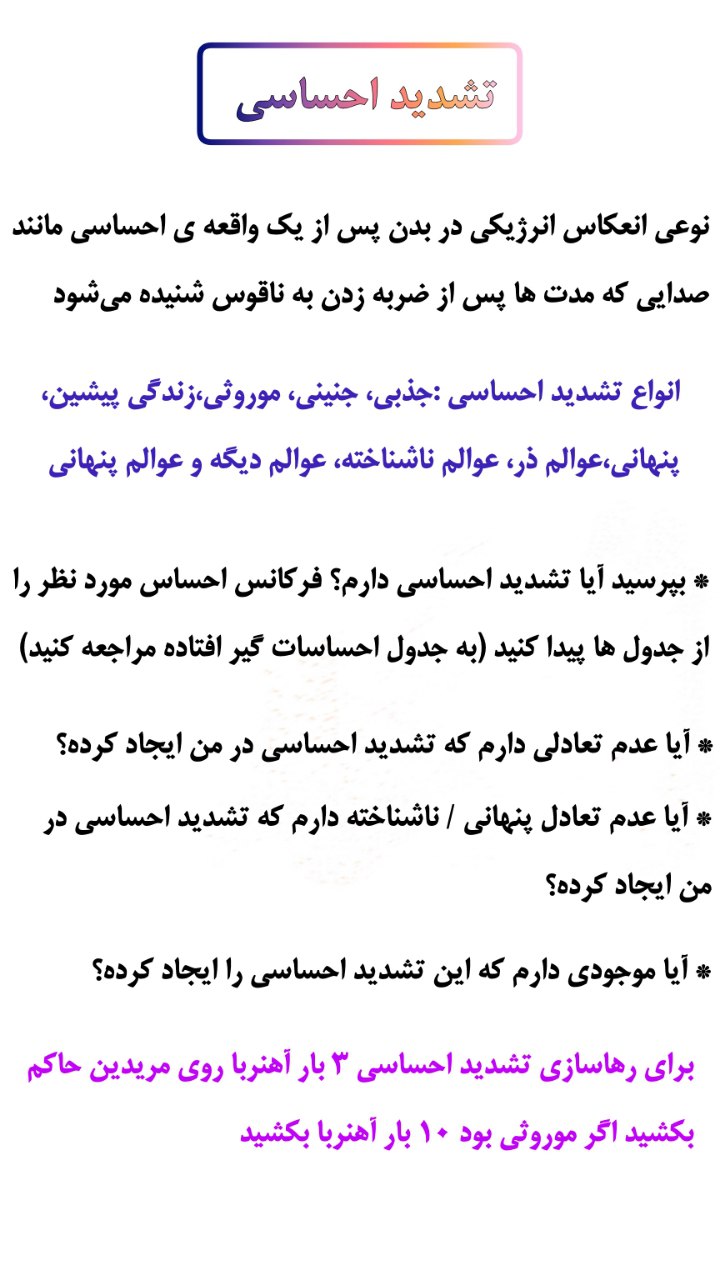 تشدید احساسی
نوعی انعکاس انرژیکی در بدن پس از یک واقعه ی احساسی مانند
صدایی که مدت ها پس از ضربه زدن به ناقوس شنیده می‌شود
انواع تشدید احساسی :جذبی، جنینی، موروثی،زندگی پیشین،
پنهانی،عوالم ذر، عوالم ناشناخته، عوالم دیگه و عوالم پنهانی
* بپرسید آیا تشدید احساسی دارم؟ فرکانس احساس مورد نظر را
از جدول ها پیدا کنید (به جدول احساسات گیر افتاده مراجعه کنید)
* آیا عدم تعادلی دارم که تشدید احساسی در من ایجاد کرده؟
* آیا عدم تعادل پنهانی / ناشناخته دارم که تشدید احساسی در
من ایجاد کرده؟
* آیا موجودی دارم که این تشدید احساسی را ایجاد کرده؟
برای رهاسازی تشدید احساسی ۳ بار آهنربا روی مریدین حاکم
بکشید اگر موروثی بود ۱۰ بار آهنربا بکشید